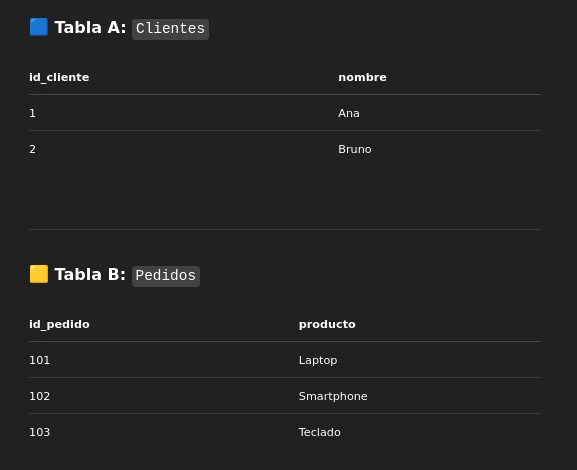 Tabla A: Clientes
id_cliente nombre
1 Ana
2 Bruno
Tabla B: Pedidos
id_pedido producto
101 Laptop
102 Smartphone
103 Teclado